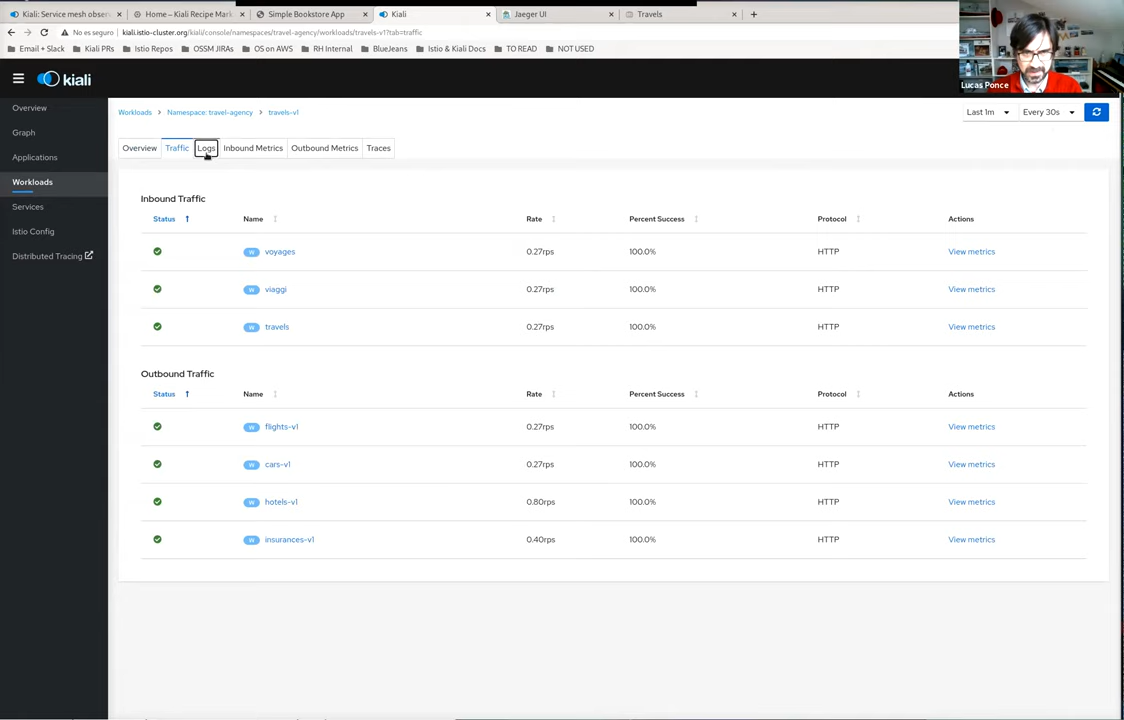 Kiali: Service mesh obser
Home – Kiali Recipe Mark
Simple Bookstore App
Kiali
Jaeger UI
Travels
No es seguro
kiali.istio-cluster.org/kiali/console/namespaces/travel-agency/workloads/travels-v1?tab=traffic
Email + Slack
Kiali PRs
Istio Repos
OSSM JIRAs
OS on AWS
RH Internal
BlueJeans
Istio & Kiali Docs
TO READ
NOT USED
kiali
Lucas Ponce
Overview
Graph
Applications
Workloads
Services
Istio Config
Distributed Tracing
Workloads
Namespace: travel-agency
travels-v1
Last 1m
Every 30s
Overview
Traffic
Logs
Inbound Metrics
Outbound Metrics
Traces
Inbound Traffic
Status Name Rate Percent Success Protocol Actions
W voyages 0.27rps 100.0% HTTP View metrics
W viaggi 0.27rps 100.0% HTTP View metrics
W travels 0.27rps 100.0% HTTP View metrics
Outbound Traffic
Status Name Rate Percent Success Protocol Actions
W flights-v1 0.27rps 100.0% HTTP View metrics
W cars-v1 0.27rps 100.0% HTTP View metrics
W hotels-v1 0.80rps 100.0% HTTP View metrics
W insurances-v1 0.40rps 100.0% HTTP View metrics